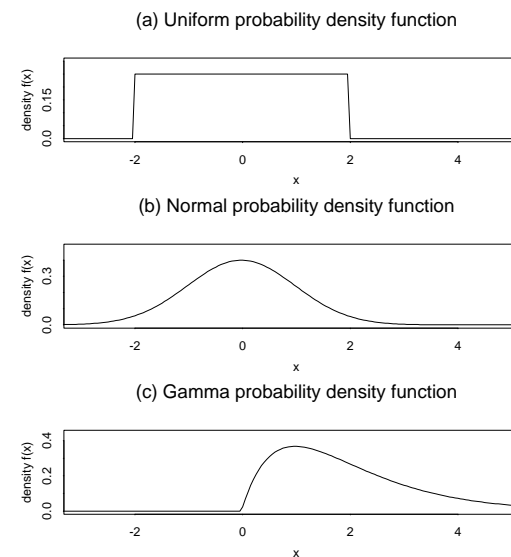 (a) Uniform probability density function
density f(x)
0.15
0.0
-2 0 2 4
x
(b) Normal probability density function
density f(x)
0.3
0.0
-2 0 2 4
x
(c) Gamma probability density function
density f(x)
0.4
0.2
0.0
-2 0 2 4
x